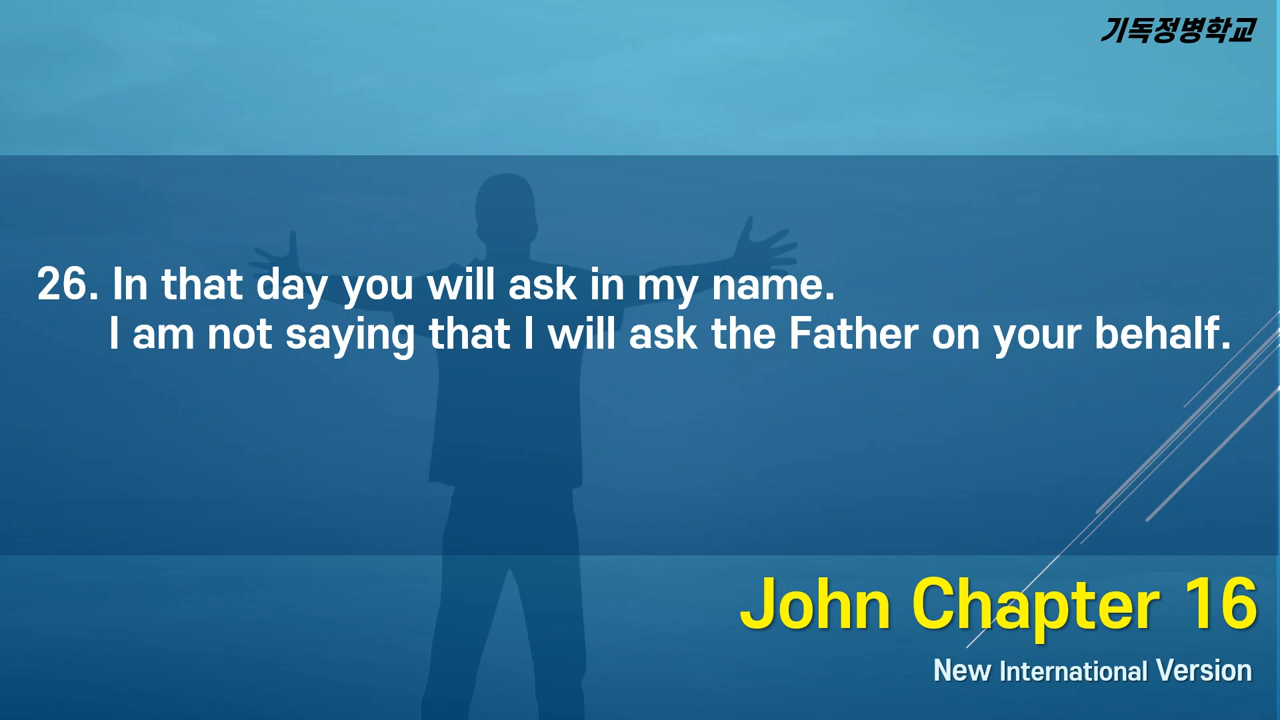 기독정병학교
26. In that day you will ask in my name.
I am not saying that I will ask the Father on your behalf.
John Chapter 16
New International Version